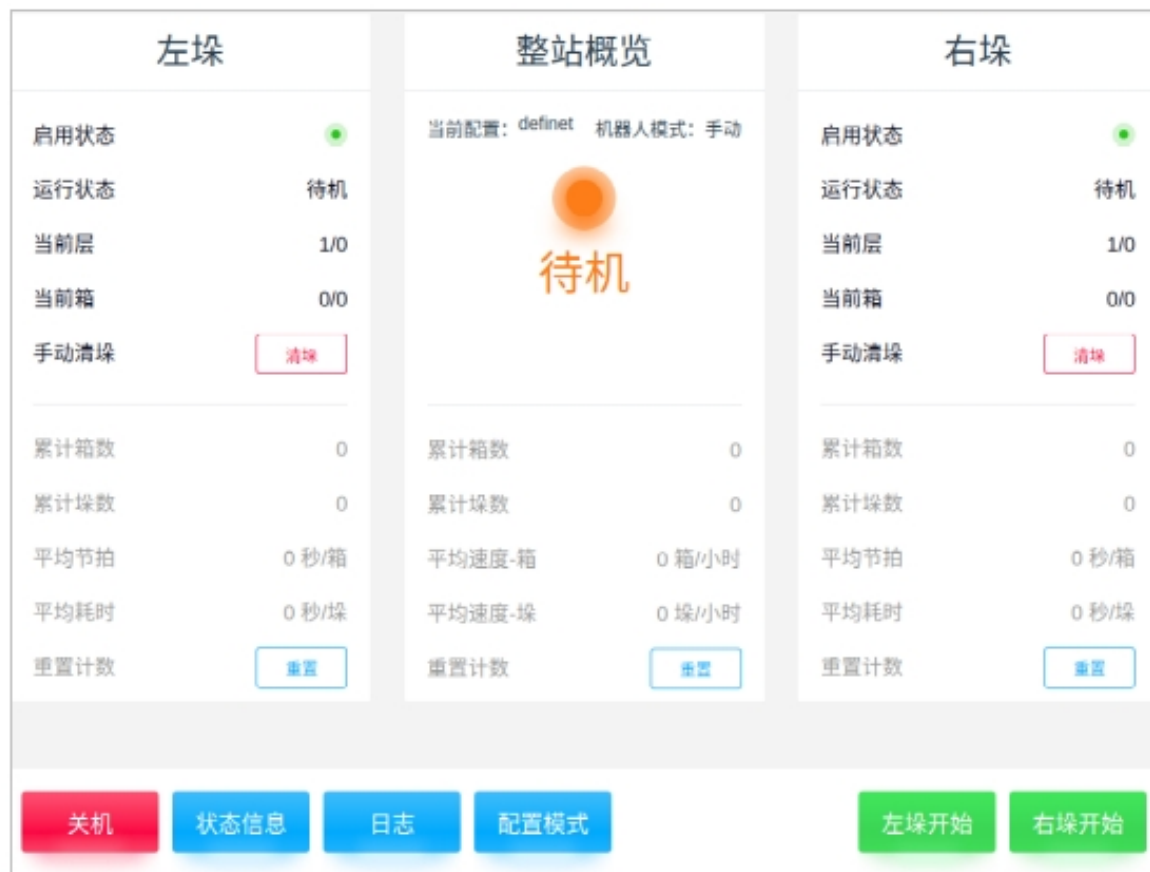 左垛
启用状态
运行状态 待机
当前层 1/0
当前箱 0/0
手动清垛 清垛
累计箱数 0
累计垛数 0
平均节拍 0 秒/箱
平均耗时 0 秒/垛
重置计数 重置
整站概览
当前配置：definet 机器人模式：手动
待机
累计箱数 0
累计垛数 0
平均速度-箱 0 箱/小时
平均速度-垛 0 垛/小时
重置计数 重置
右垛
启用状态
运行状态 待机
当前层 1/0
当前箱 0/0
手动清垛 清垛
累计箱数 0
累计垛数 0
平均节拍 0 秒/箱
平均耗时 0 秒/垛
重置计数 重置
关机 状态信息 日志 配置模式 左垛开始 右垛开始